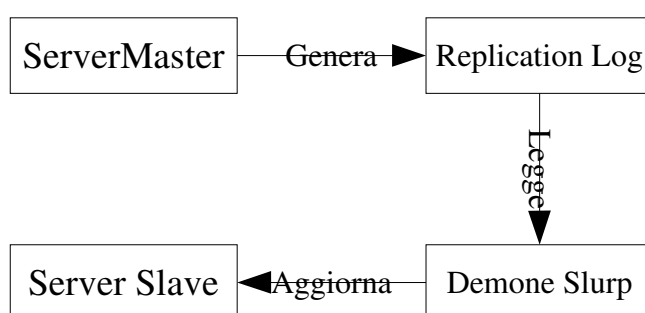 ServerMaster
Genera
Replication Log
Legge
Server Slave
Aggiorna
Demone Slurp